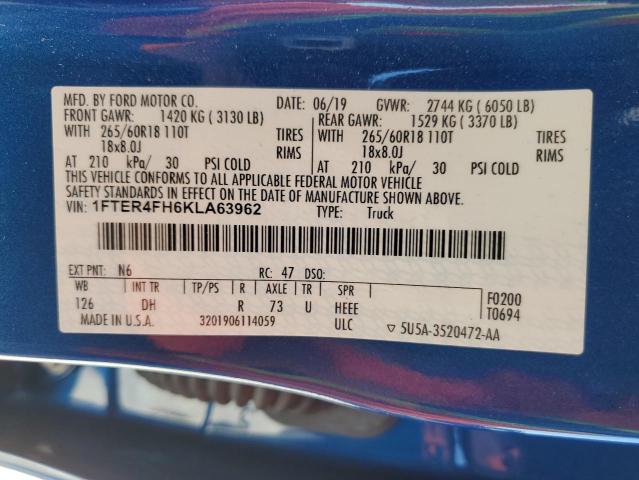 MFD. BY FORD MOTOR CO. DATE: 06/19 GVWR: 2744 KG ( 6050 LB)
FRONT GAWR: 1420 KG ( 3130 LB) REAR GAWR: 1529 KG ( 3370 LB)
WITH 265/60R18 110T TIRES WITH 265/60R18 110T TIRES
18x8.0J RIMS 18x8.0J RIMS
AT 210 kPa/ 30 PSI COLD AT 210 kPa/ 30 PSI COLD
THIS VEHICLE CONFORMS TO ALL APPLICABLE FEDERAL MOTOR VEHICLE
SAFETY STANDARDS IN EFFECT ON THE DATE OF MANUFACTURE SHOWN ABOVE.
VIN: 1FTER4FH6KLA63962 TYPE: Truck
EXT PNT: N6 RC: 47 DSO:
WB INT TR TP/PS R AXLE TR SPR F0200
126 DH R 73 U HEEE T0694
MADE IN U.S.A. 3201906114059 ULC ▽ 5U5A-3520472-AA